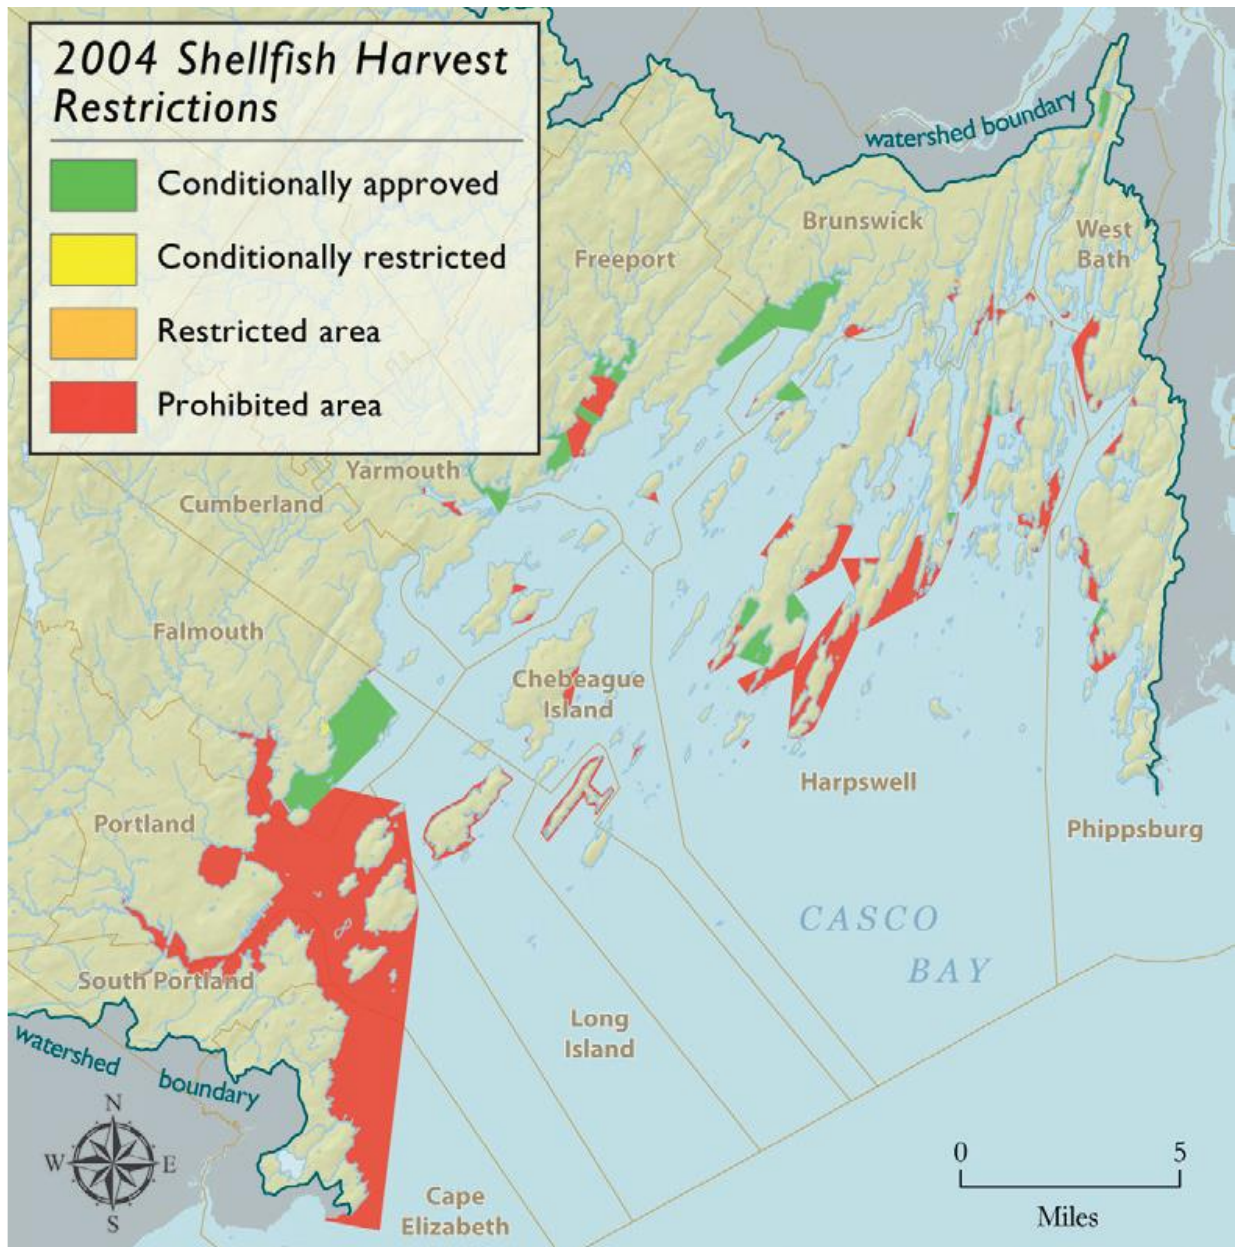 2004 Shellfish Harvest
Restrictions
Conditionally approved
Conditionally restricted
Restricted area
Prohibited area
watershed boundary
Brunswick
West
Bath
Freeport
Yarmouth
Cumberland
Falmouth
Chebeague
Island
Harpswell
Portland
Phippsburg
CASCO
BAY
South Portland
Long
Island
watershed boundary
N
W E
S
Cape
Elizabeth
0 5
Miles